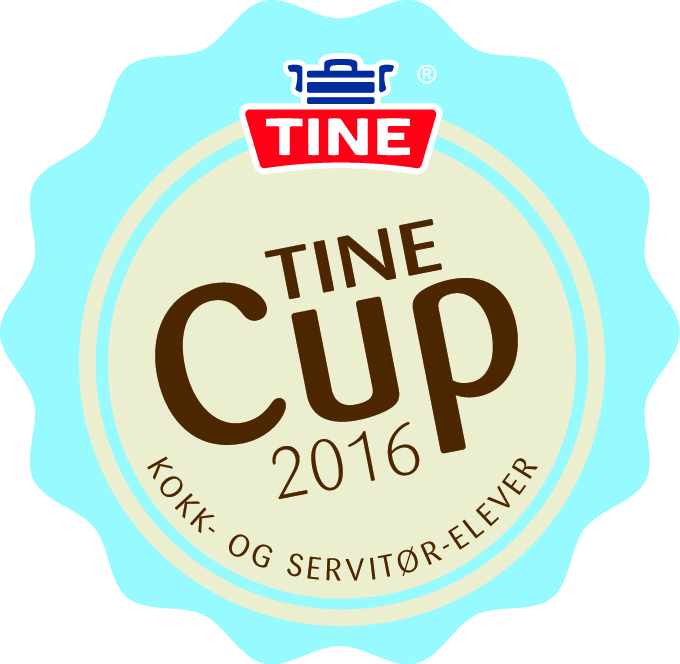 ®
TINE
TINE
Cup
2016
KOKK- OG SERVITØR-ELEVER